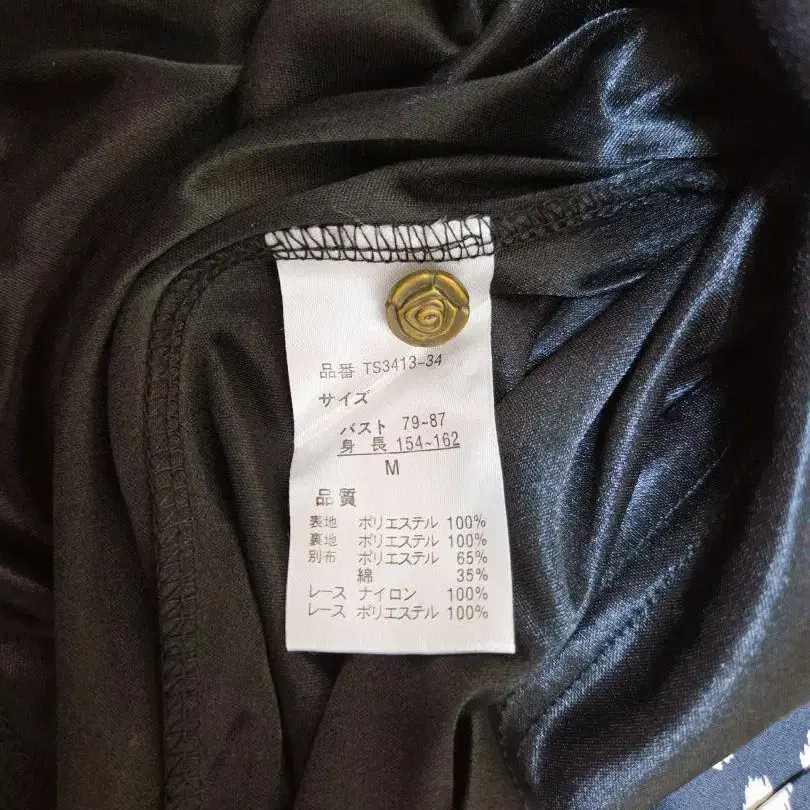 品番 TS3413-34
サイズ
バスト 79~87
身長 154~162
M
品質
表地 ポリエステル 100%
裏地 ポリエステル 100%
別布 ポリエステル 65%
綿 35%
レース ナイロン 100%
レース ポリエステル 100%